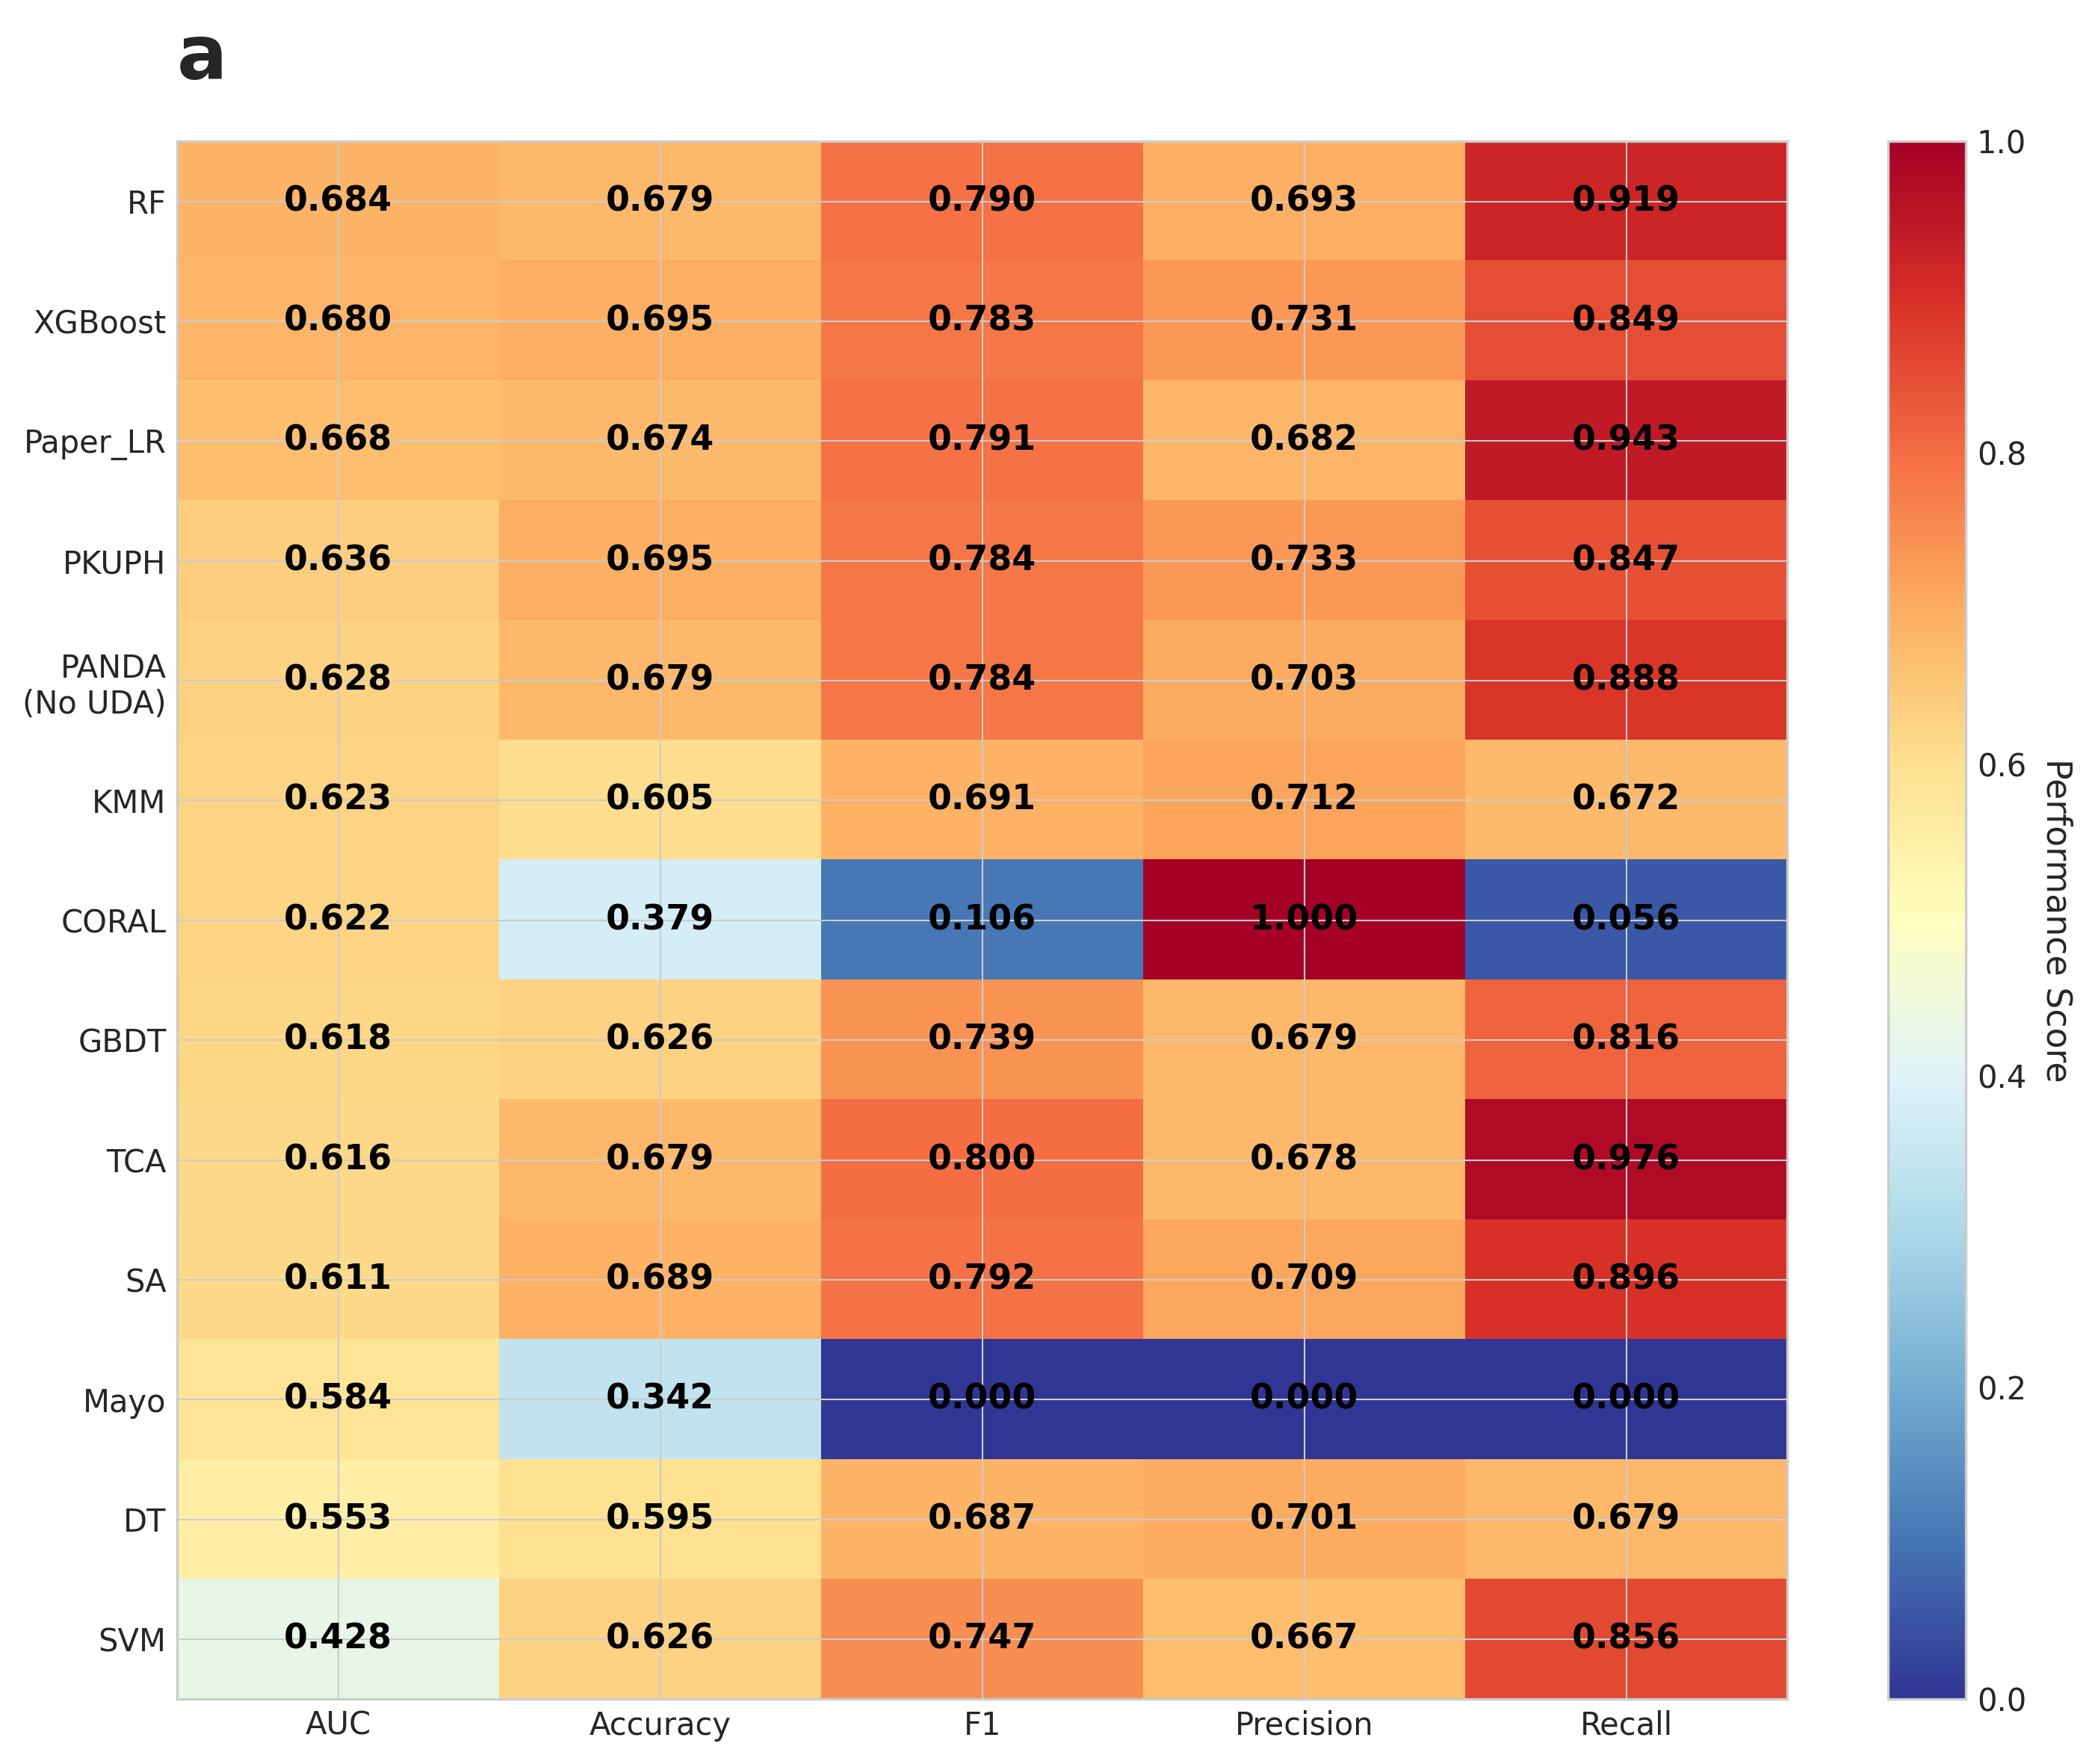 a
RF 0.684 0.679 0.790 0.693 0.919
XGBoost 0.680 0.695 0.783 0.731 0.849
Paper_LR 0.668 0.674 0.791 0.682 0.943
PKUPH 0.636 0.695 0.784 0.733 0.847
PANDA
(No UDA) 0.628 0.679 0.784 0.703 0.888
KMM 0.623 0.605 0.691 0.712 0.672
CORAL 0.622 0.379 0.106 1.000 0.056
GBDT 0.618 0.626 0.739 0.679 0.816
TCA 0.616 0.679 0.800 0.678 0.976
SA 0.611 0.689 0.792 0.709 0.896
Mayo 0.584 0.342 0.000 0.000 0.000
DT 0.553 0.595 0.687 0.701 0.679
SVM 0.428 0.626 0.747 0.667 0.856
AUC Accuracy F1 Precision Recall
1.0
0.8
0.6
0.4
0.2
0.0
Performance Score